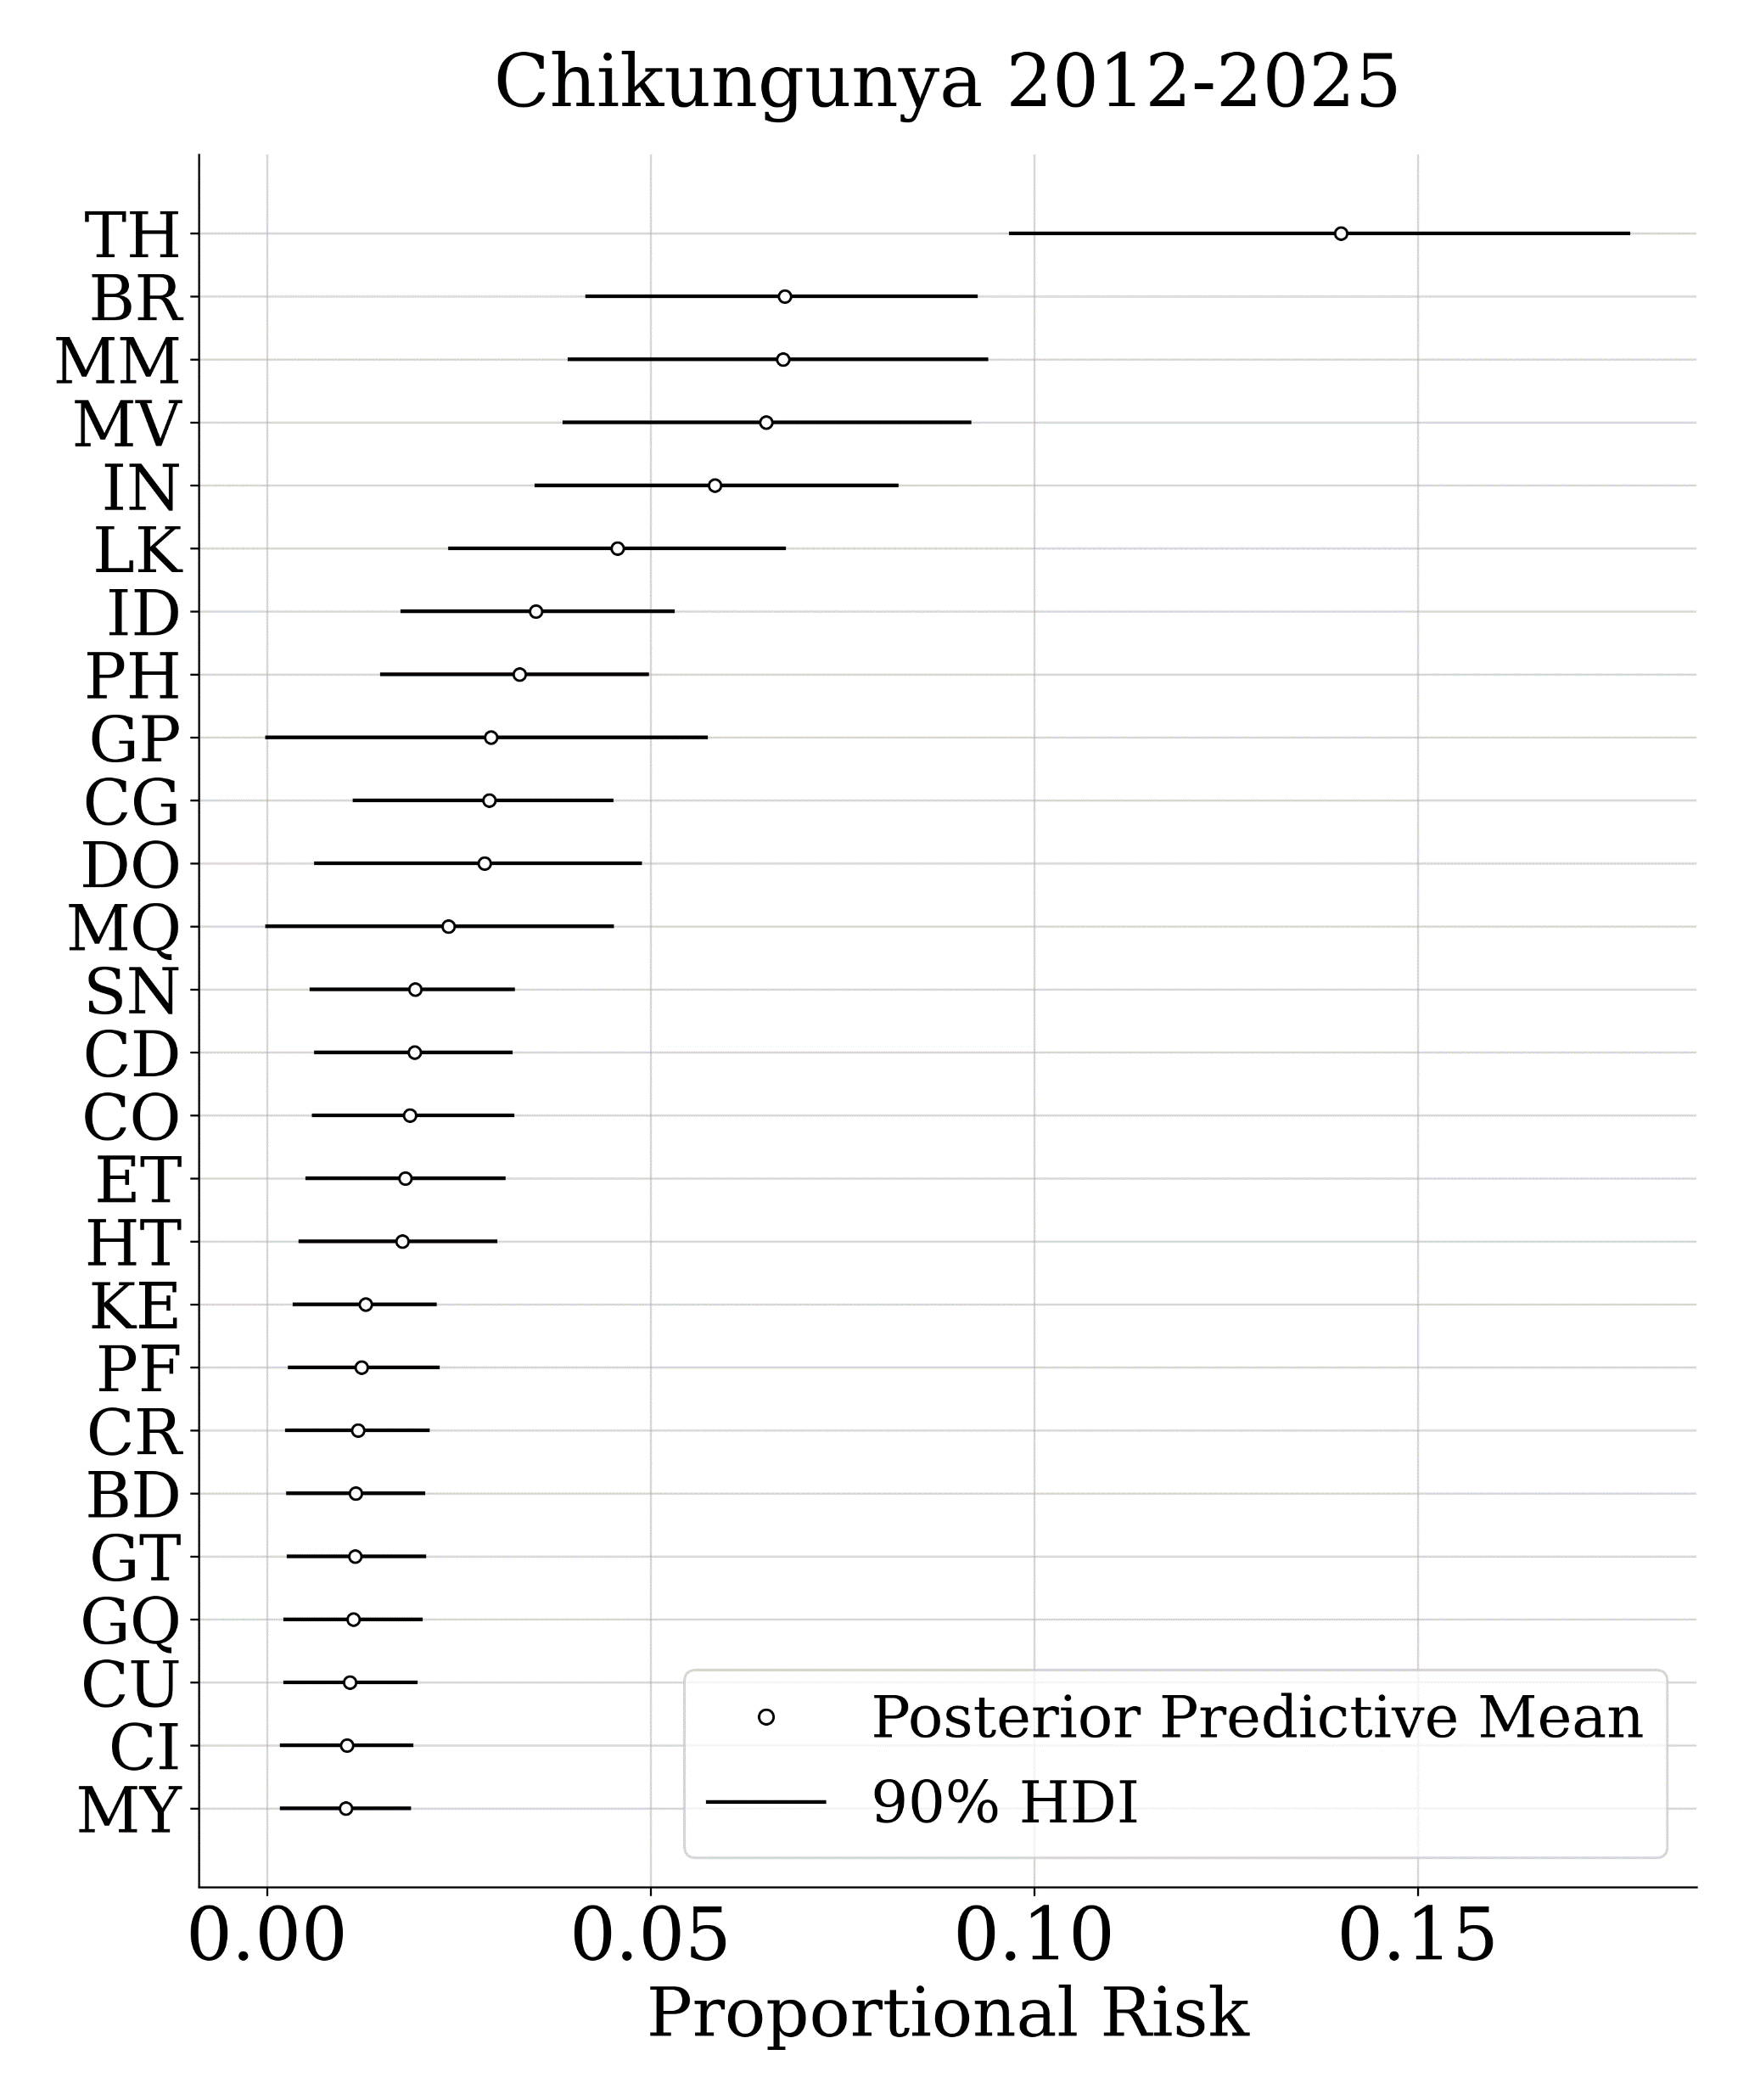 Chikungunya 2012-2025
TH
BR
MM
MV
IN
LK
ID
PH
GP
CG
DO
MQ
SN
CD
CO
ET
HT
KE
PF
CR
BD
GT
GQ
CU
CI
MY
Posterior Predictive Mean
90% HDI
0.00 0.05 0.10 0.15
Proportional Risk